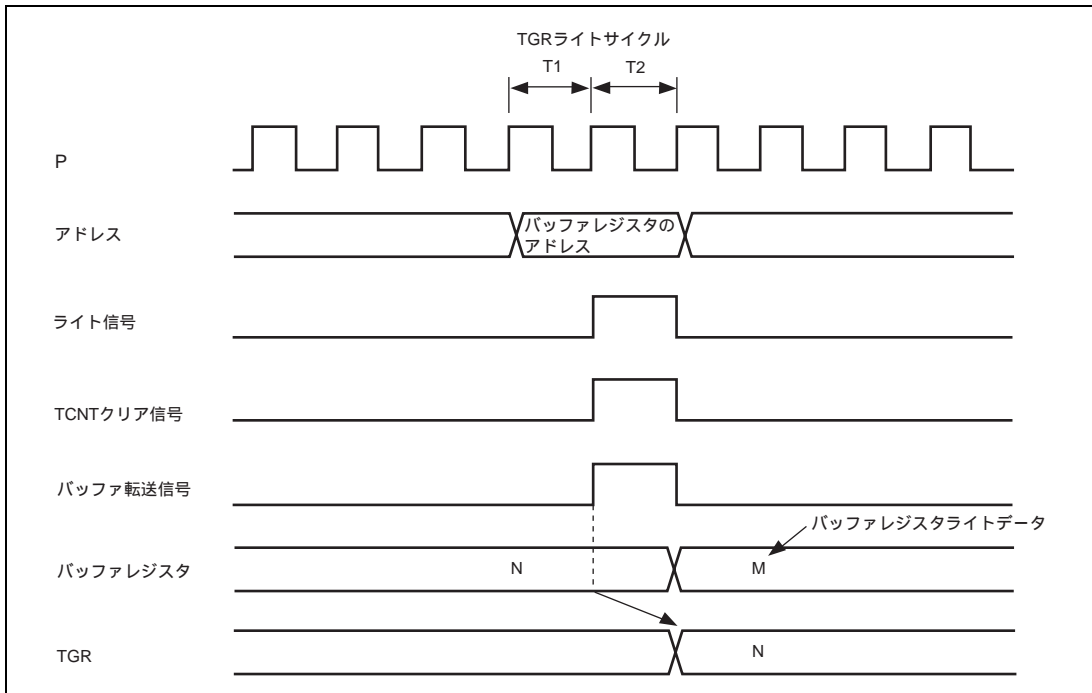 TGRライトサイクル
T1 T2
P
アドレス
バッファレジスタの
アドレス
ライト信号
TCNTクリア信号
バッファ転送信号
バッファレジスタライトデータ
バッファレジスタ N M
TGR N